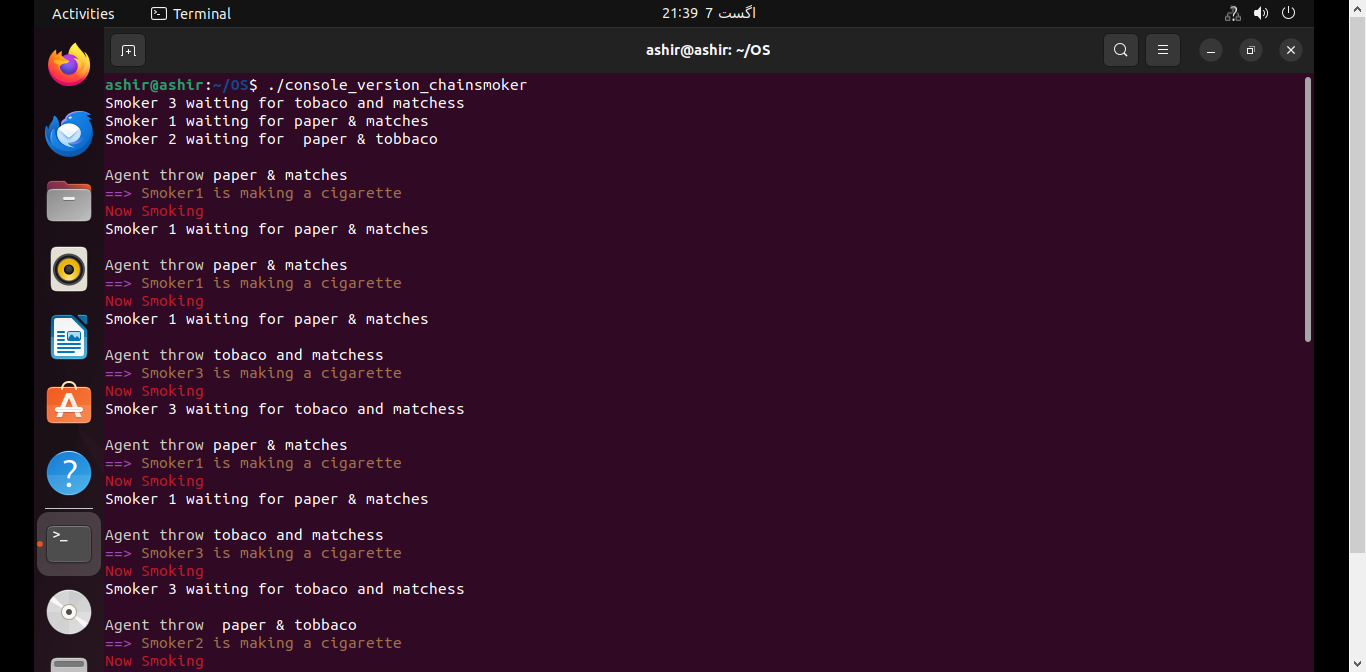 Activities Terminal 21:39 7 اگست
ashir@ashir: ~/OS
ashir@ashir:~/OS$ ./console_version_chainsmoker
Smoker 3 waiting for tobaco and matchess
Smoker 1 waiting for paper & matches
Smoker 2 waiting for  paper & tobbaco
Agent throw paper & matches
==> Smoker1 is making a cigarette
Now Smoking
Smoker 1 waiting for paper & matches
Agent throw paper & matches
==> Smoker1 is making a cigarette
Now Smoking
Smoker 1 waiting for paper & matches
Agent throw tobaco and matchess
==> Smoker3 is making a cigarette
Now Smoking
Smoker 3 waiting for tobaco and matchess
Agent throw paper & matches
==> Smoker1 is making a cigarette
Now Smoking
Smoker 1 waiting for paper & matches
Agent throw tobaco and matchess
==> Smoker3 is making a cigarette
Now Smoking
Smoker 3 waiting for tobaco and matchess
Agent throw  paper & tobbaco
==> Smoker2 is making a cigarette
Now Smoking